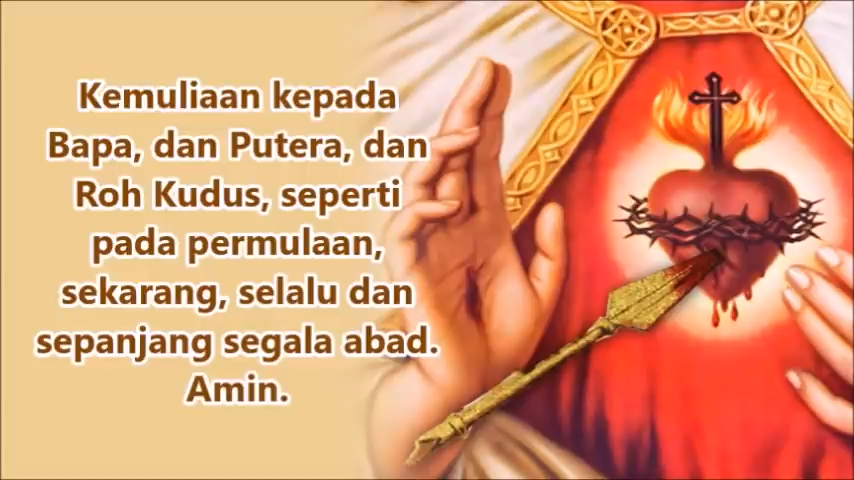 Kemuliaan kepada
Bapa, dan Putera, dan
Roh Kudus, seperti
pada permulaan,
sekarang, selalu dan
sepanjang segala abad.
Amin.